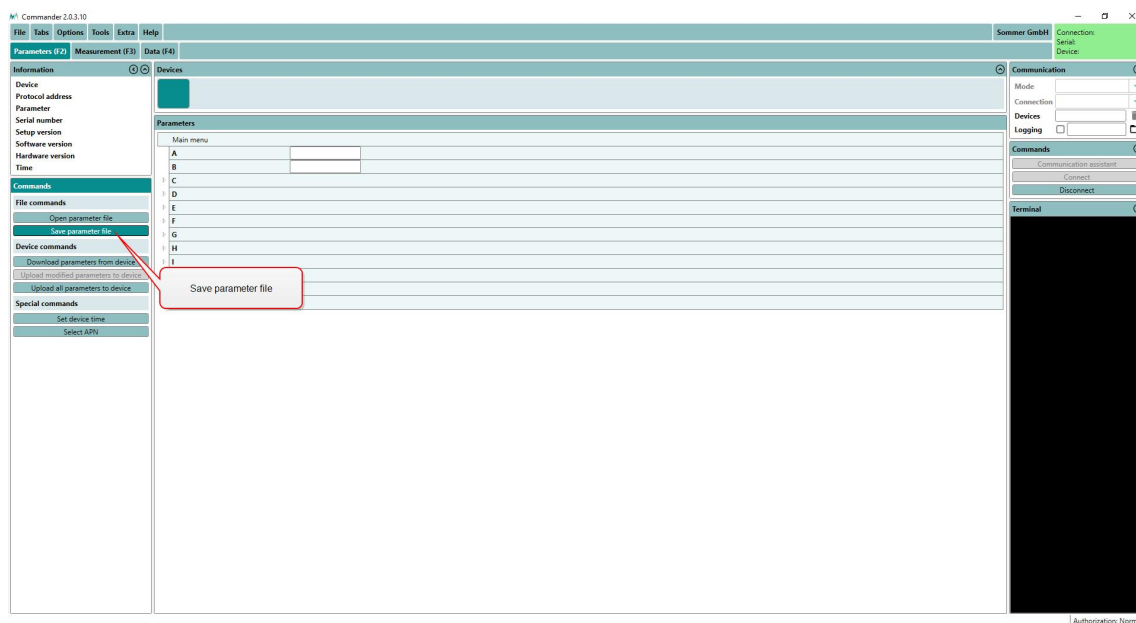 Commander 2.0.3.10
File Tabs Options Tools Extra Help
Sommer GmbH
Connection:
Serial:
Device:
Parameters (F2) Measurement (F3) Data (F4)
Information
Device
Protocol address
Parameter
Serial number
Setup version
Software version
Hardware version
Time
Commands
File commands
Open parameter file
Save parameter file
Device commands
Download parameters from device
Upload modified parameters to device
Upload all parameters to device
Special commands
Set device time
Select APN
Devices
Parameters
Main menu
A
B
C
D
E
F
G
H
I
Save parameter file
Communication
Mode
Connection
Devices
Logging
Commands
Communication assistant
Connect
Disconnect
Terminal
Authorization: Norm